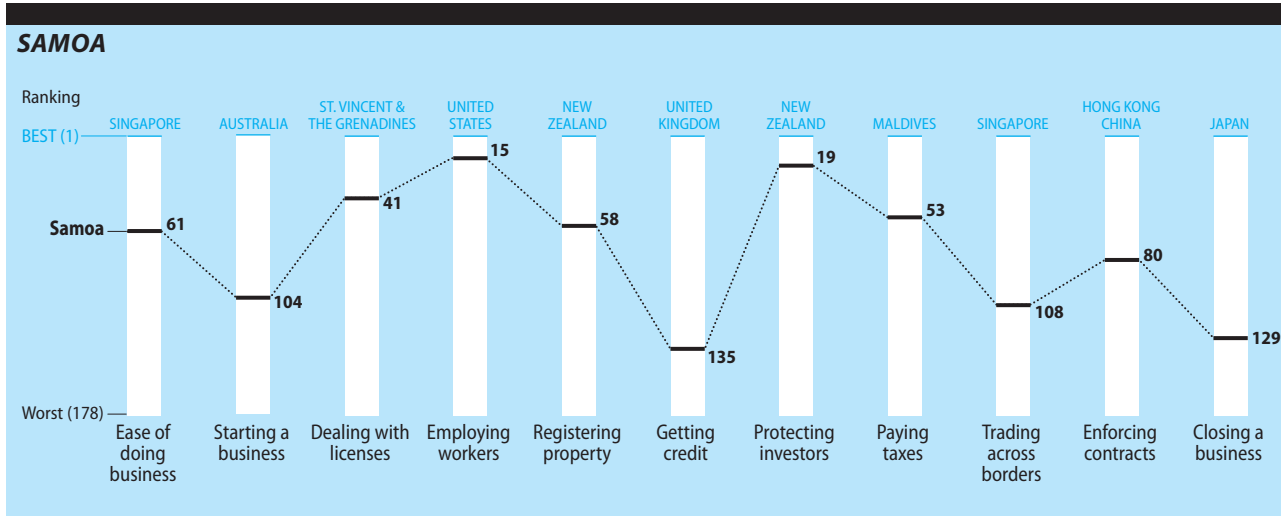 SAMOA
Ranking
BEST (1)
SINGAPORE
AUSTRALIA
ST. VINCENT &
THE GRENADINES
UNITED
STATES
NEW
ZEALAND
UNITED
KINGDOM
NEW
ZEALAND
MALDIVES
SINGAPORE
HONG KONG
CHINA
JAPAN
Samoa
61
104
41
15
58
135
19
53
108
80
129
Worst (178)
Ease of
doing
business
Starting a
business
Dealing with
licenses
Employing
workers
Registering
property
Getting
credit
Protecting
investors
Paying
taxes
Trading
across
borders
Enforcing
contracts
Closing a
business